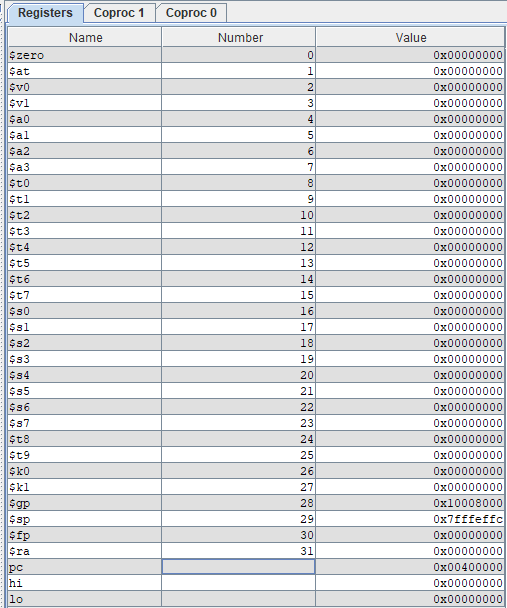 Registers Coproc 1 Coproc 0
Name Number Value
$zero 0 0x00000000
$at 1 0x00000000
$v0 2 0x00000000
$v1 3 0x00000000
$a0 4 0x00000000
$a1 5 0x00000000
$a2 6 0x00000000
$a3 7 0x00000000
$t0 8 0x00000000
$t1 9 0x00000000
$t2 10 0x00000000
$t3 11 0x00000000
$t4 12 0x00000000
$t5 13 0x00000000
$t6 14 0x00000000
$t7 15 0x00000000
$s0 16 0x00000000
$s1 17 0x00000000
$s2 18 0x00000000
$s3 19 0x00000000
$s4 20 0x00000000
$s5 21 0x00000000
$s6 22 0x00000000
$s7 23 0x00000000
$t8 24 0x00000000
$t9 25 0x00000000
$k0 26 0x00000000
$k1 27 0x00000000
$gp 28 0x10008000
$sp 29 0x7fffeffc
$fp 30 0x00000000
$ra 31 0x00000000
pc 0x00400000
hi 0x00000000
lo 0x00000000